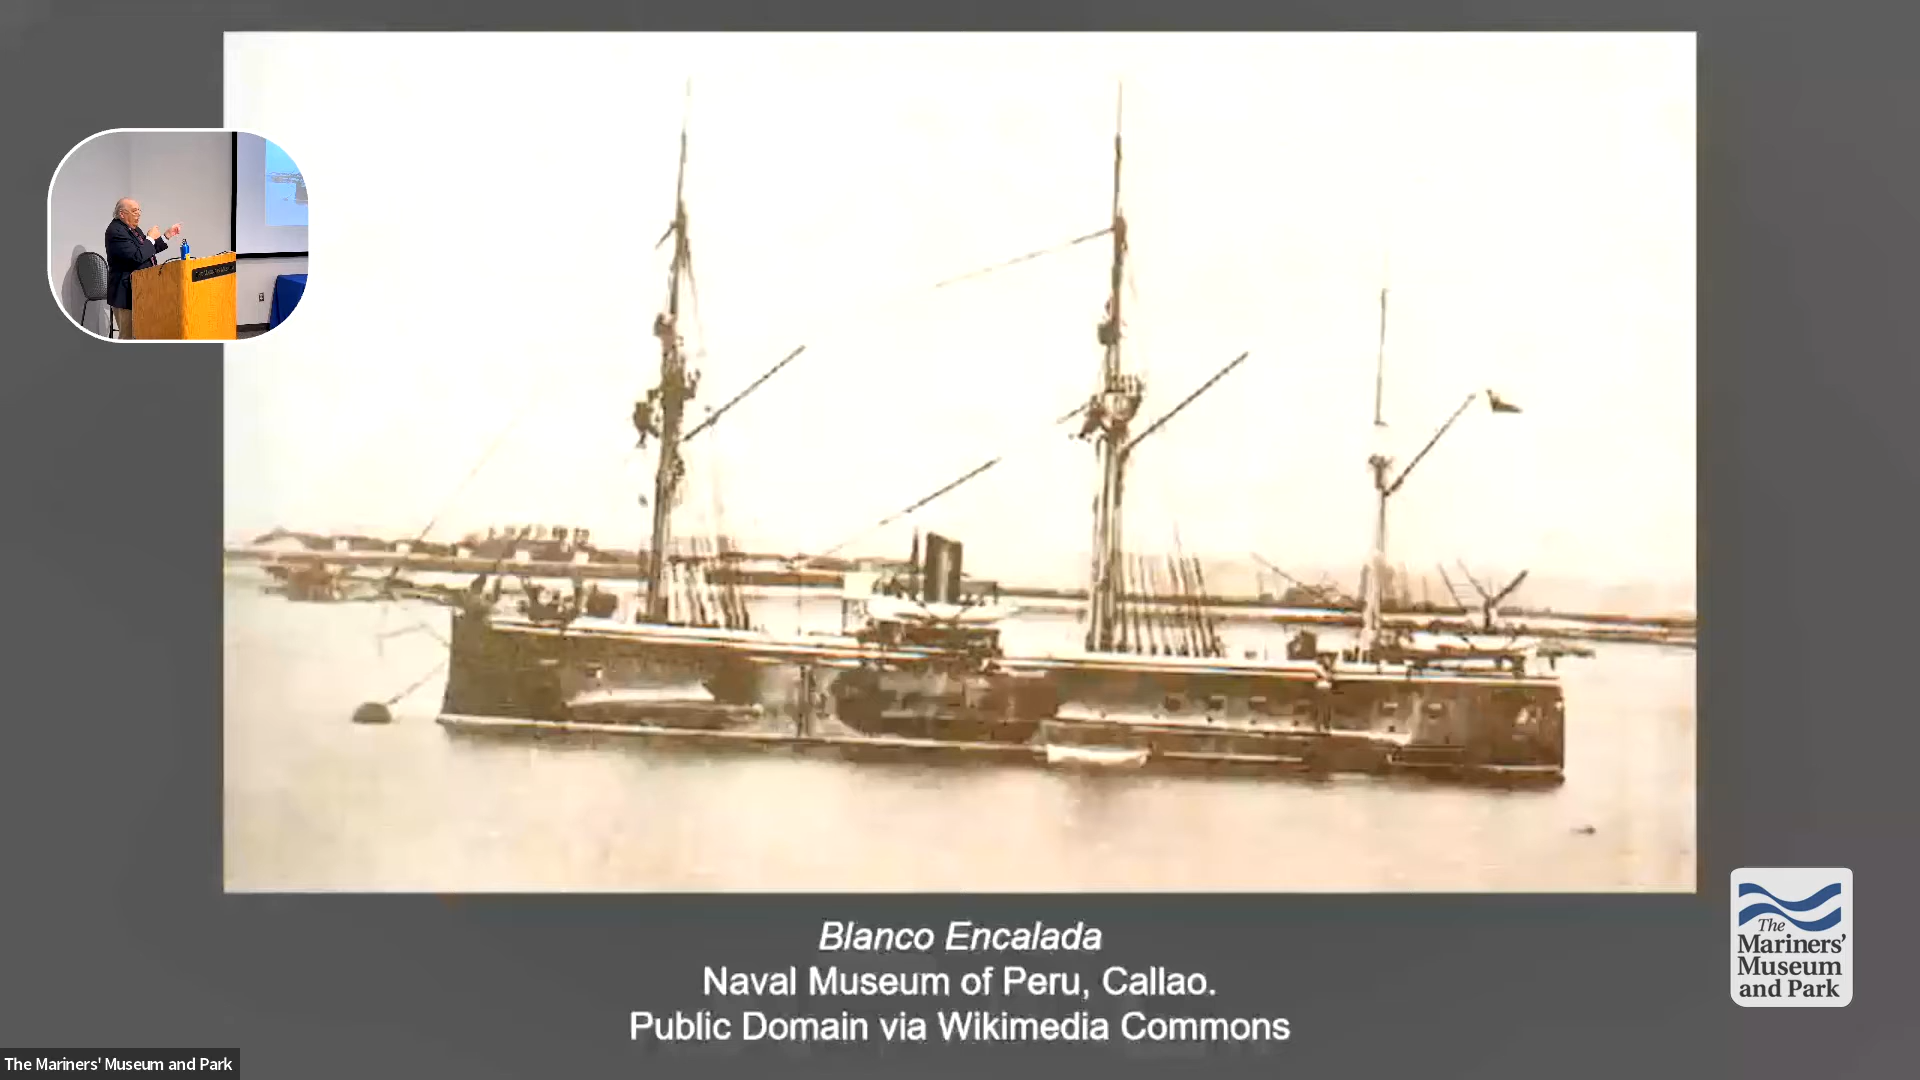 Blanco Encalada
Naval Museum of Peru, Callao.
Public Domain via Wikimedia Commons
The
Mariners'
Museum
and Park
The Mariners' Museum and Park